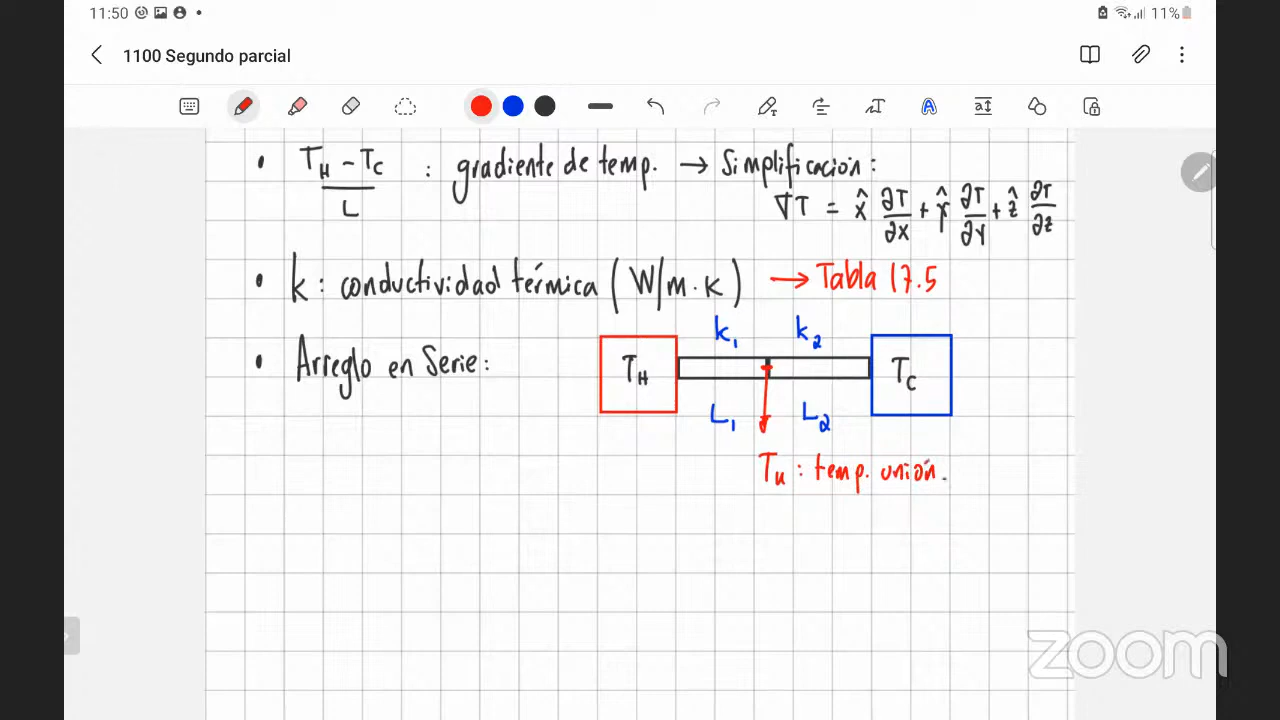 11:50
11%
1100 Segundo parcial
• T_H - T_C / L : gradiente de temp. → Simplificación:
∇T = x̂ ∂T/∂x + ŷ ∂T/∂y + ẑ ∂T/∂z
• k: conductividad térmica (W/m·K) → Tabla 17.5
• Arreglo en Serie:
k₁ k₂
T_H T_C
L₁ L₂
T_u : temp. unión.
zoom